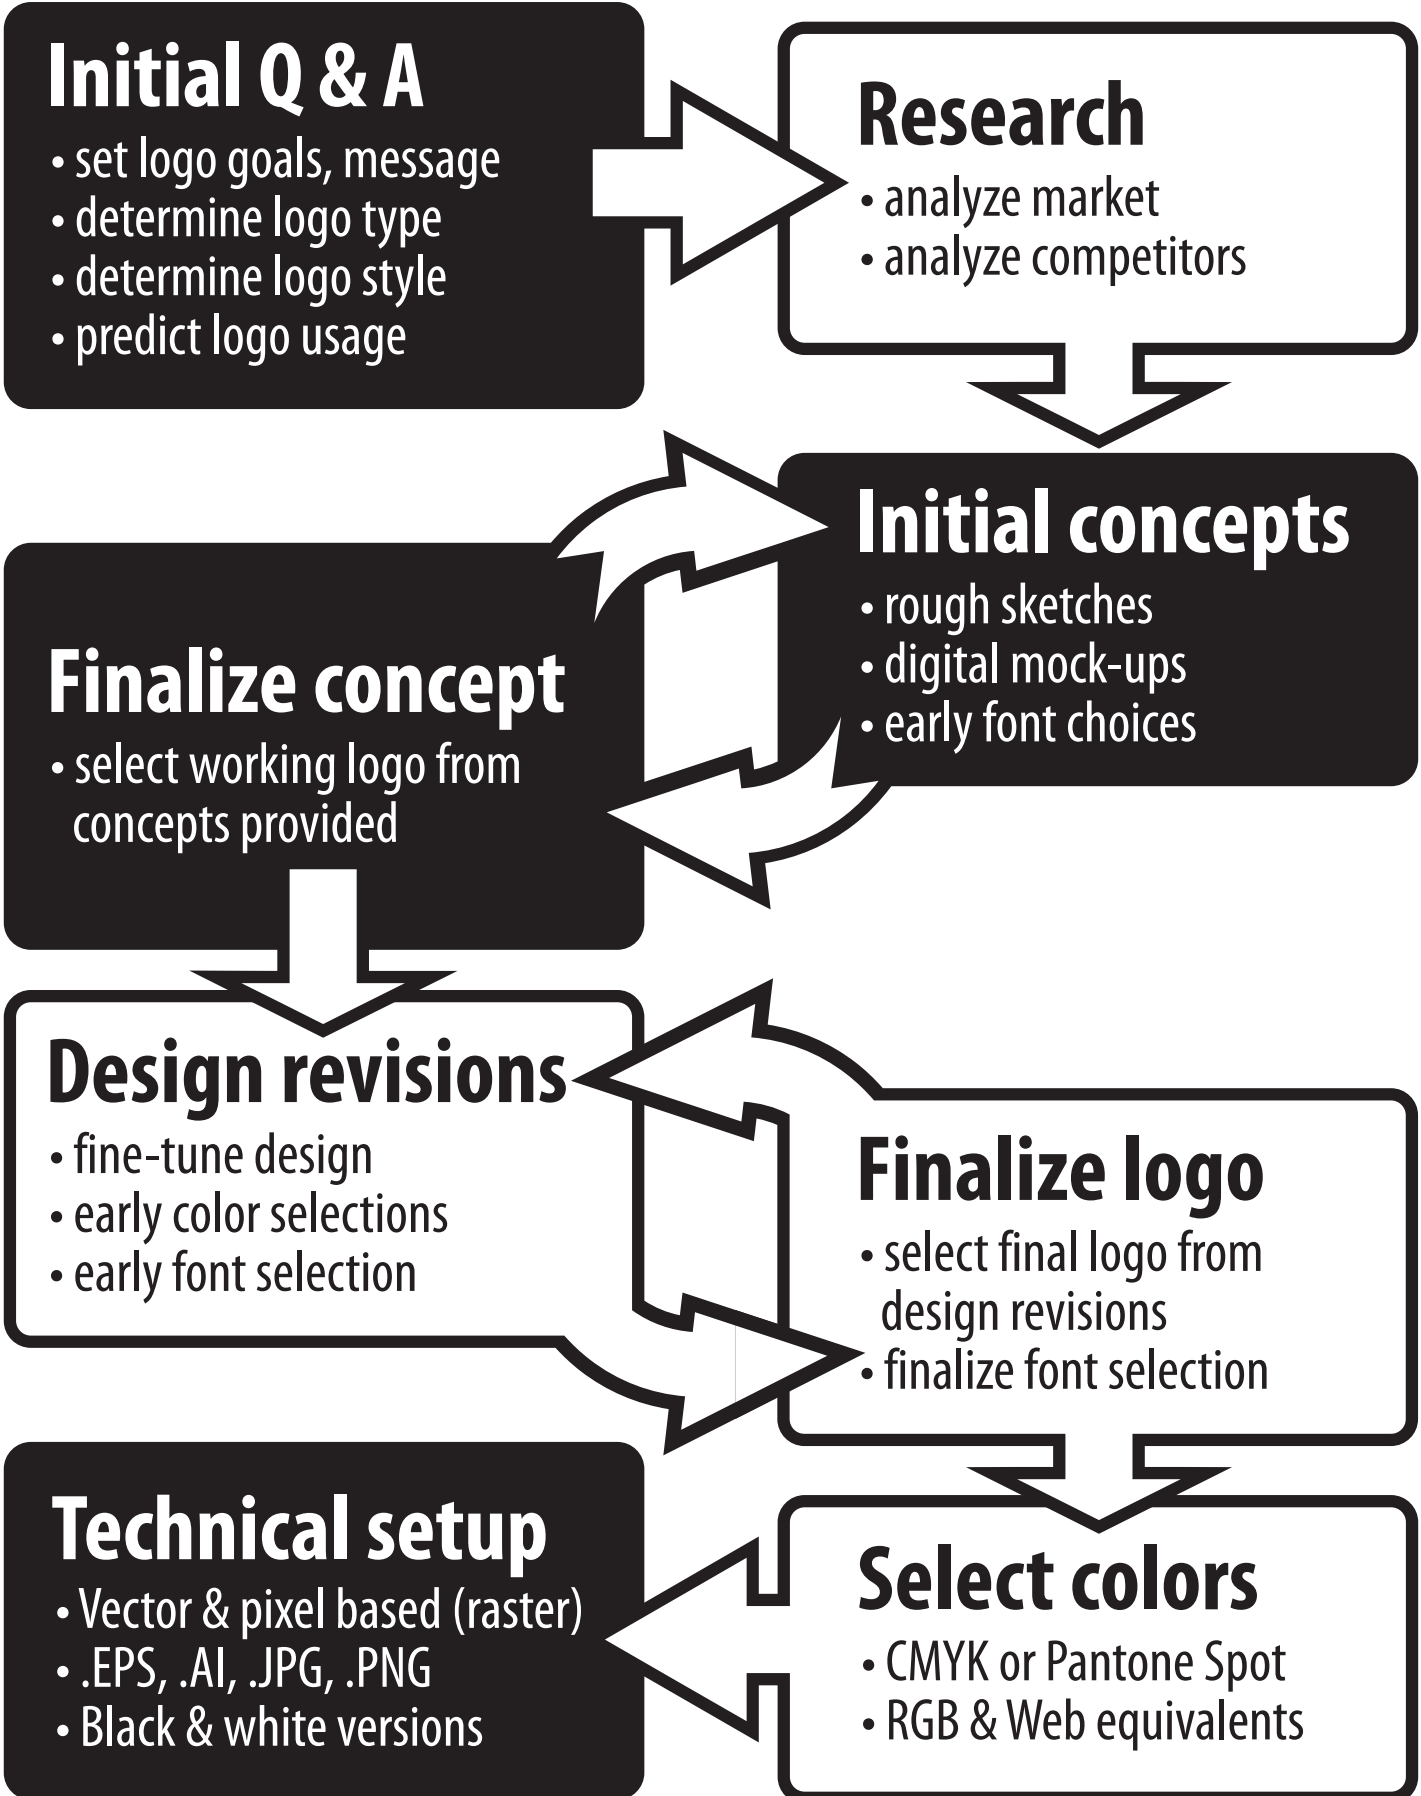 Initial Q & A
• set logo goals, message
• determine logo type
• determine logo style
• predict logo usage
Research
• analyze market
• analyze competitors
Initial concepts
• rough sketches
• digital mock-ups
• early font choices
Finalize concept
• select working logo from
concepts provided
Design revisions
• fine-tune design
• early color selections
• early font selection
Finalize logo
• select final logo from
design revisions
• finalize font selection
Select colors
• CMYK or Pantone Spot
• RGB & Web equivalents
Technical setup
• Vector & pixel based (raster)
• .EPS, .AI, .JPG, .PNG
• Black & white versions